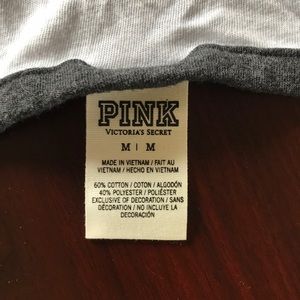 PINK
VICTORIA'S SECRET
M | M
MADE IN VIETNAM / FAIT AU
VIETNAM / HECHO EN VIETNAM
60% COTTON / COTON / ALGODÓN
40% POLYESTER / POLIÉSTER
EXCLUSIVE OF DECORATION / SANS
DÉCORATION / NO INCLUYE LA
DECORACIÓN